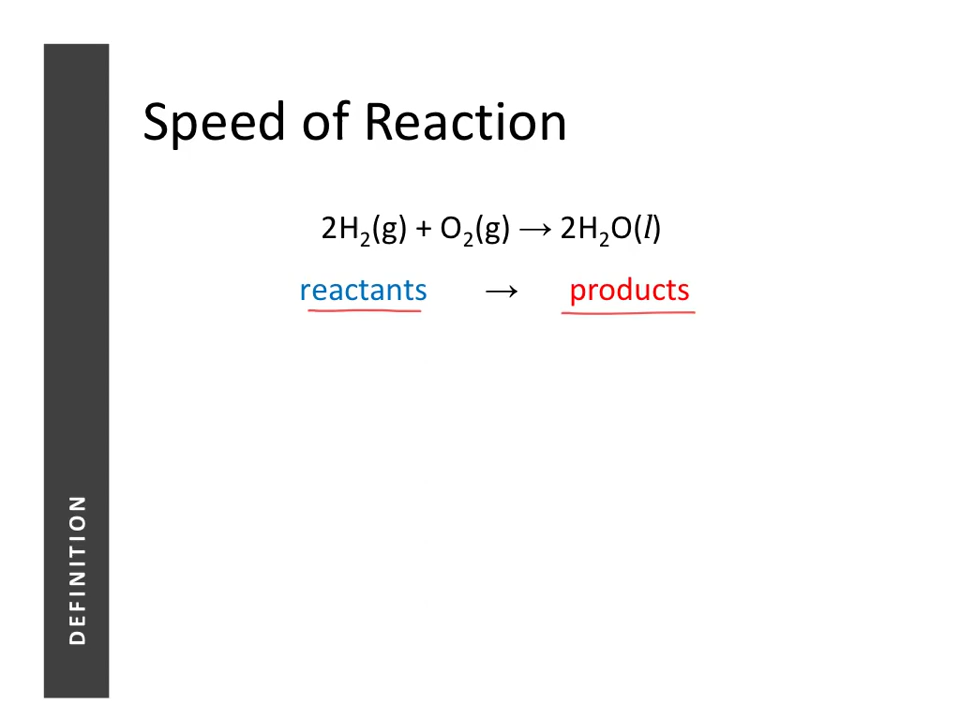 Speed of Reaction
2H₂(g) + O₂(g) → 2H₂O(l)
reactants → products
DEFINITION